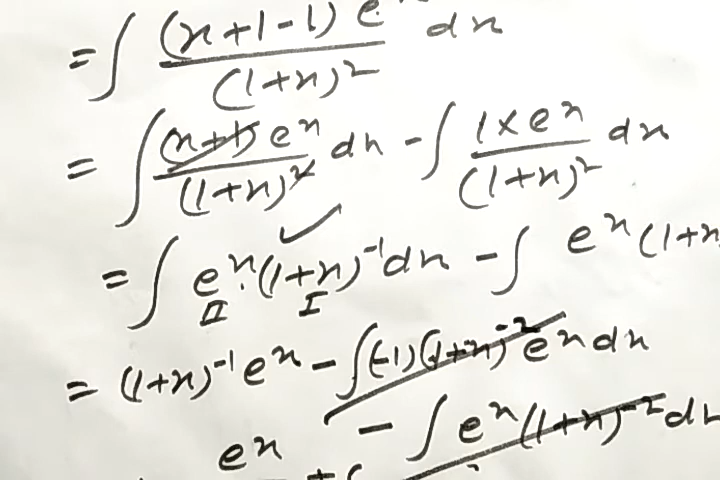 = ∫ (x+1-1) e^x dx / (1+x)²
= ∫ (x+1) e^x / (1+x)² dx - ∫ 1×e^x / (1+x)² dx
= ∫ e^x · (1+x)^-1 dx - ∫ e^x (1+x
II I
= (1+x)^-1 e^x - ∫ (-1)(1+x)^-2 e^x dx
- ∫ e^x (1+x)^-2 dx
e^x